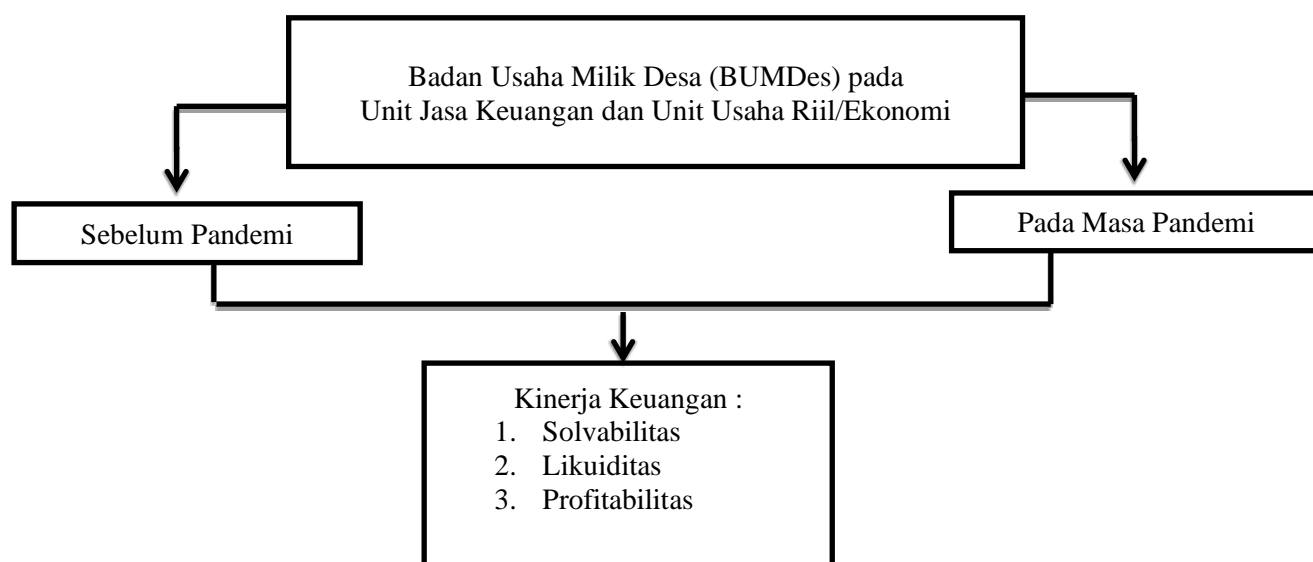 Badan Usaha Milik Desa (BUMDes) pada
Unit Jasa Keuangan dan Unit Usaha Riil/Ekonomi
Sebelum Pandemi
Pada Masa Pandemi
Kinerja Keuangan :
1. Solvabilitas
2. Likuiditas
3. Profitabilitas